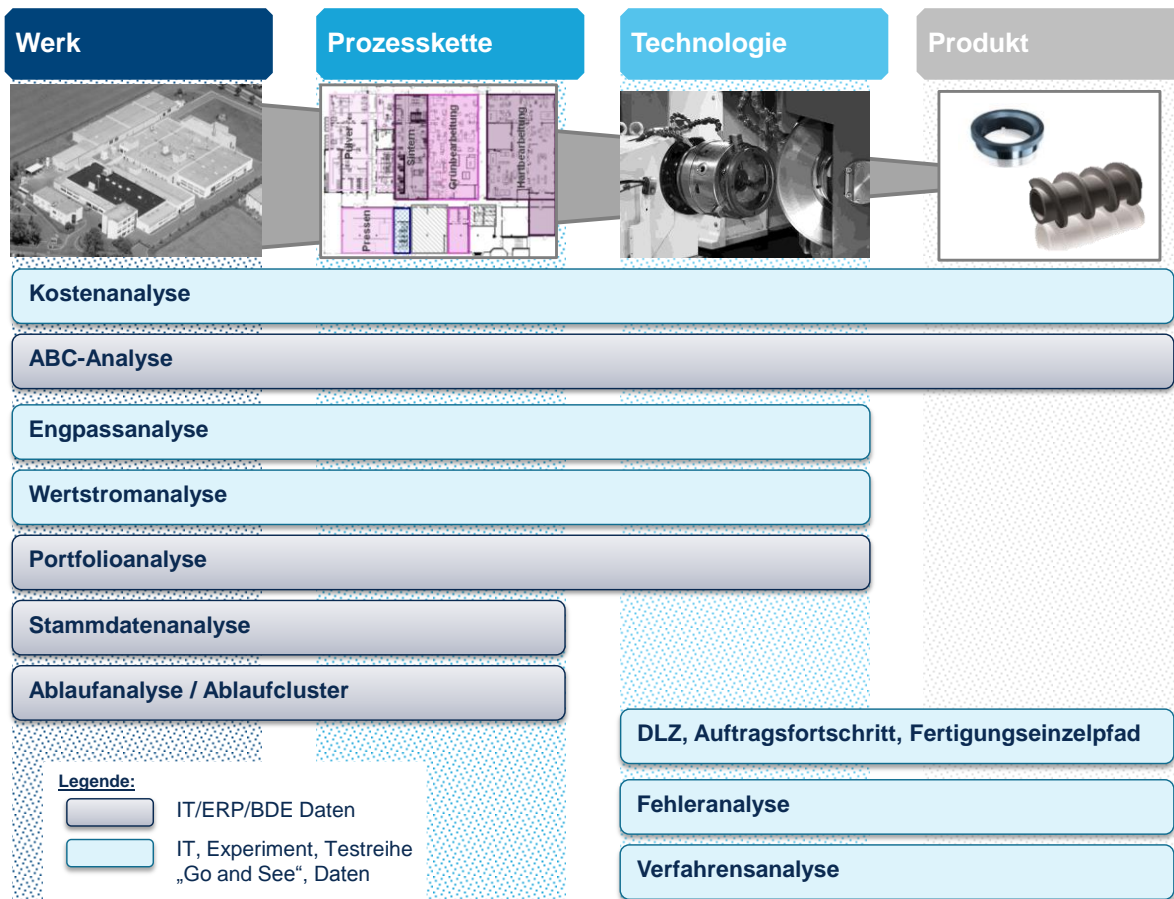 Werk
Prozesskette
Technologie
Produkt
Pulver
Sintern
Grünbearbeitung
Hartbearbeitung
Pressen
Kostenanalyse
ABC-Analyse
Engpassanalyse
Wertstromanalyse
Portfolioanalyse
Stammdatenanalyse
Ablaufanalyse / Ablaufcluster
DLZ, Auftragsfortschritt, Fertigungseinzelpfad
Fehleranalyse
Verfahrensanalyse
Legende:
IT/ERP/BDE Daten
IT, Experiment, Testreihe
„Go and See“, Daten